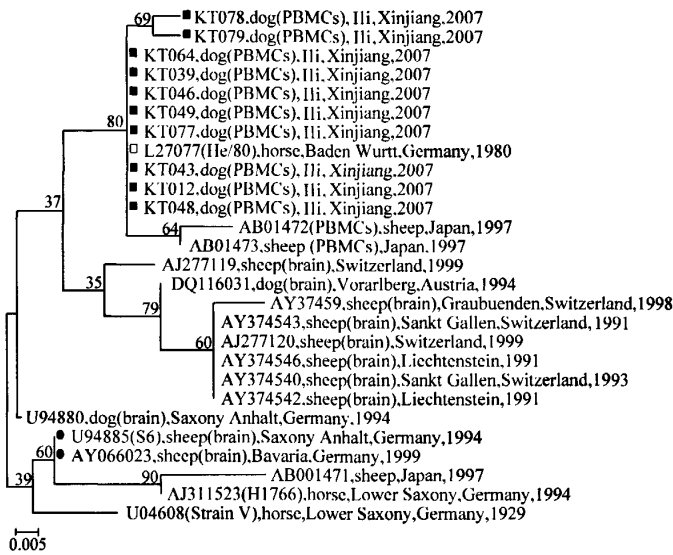 69
KT078,dog(PBMCs),Ili,Xinjiang,2007
KT079,dog(PBMCs),Ili,Xinjiang,2007
KT064,dog(PBMCs),Ili,Xinjiang,2007
KT039,dog(PBMCs),Ili,Xinjiang,2007
KT046,dog(PBMCs),Ili,Xinjiang,2007
KT049,dog(PBMCs),Ili,Xinjiang,2007
80
KT077,dog(PBMCs),Ili,Xinjiang,2007
L27077(He/80),horse,Baden Wurtt,Germany,1980
KT043,dog(PBMCs),Ili,Xinjiang,2007
KT012,dog(PBMCs),Ili,Xinjiang,2007
37
KT048,dog(PBMCs),Ili,Xinjiang,2007
64
AB01472(PBMCs),sheep,Japan,1997
AB01473,sheep (PBMCs),Japan,1997
AJ277119,sheep(brain),Switzerland,1999
35
DQ116031,dog(brain),Vorarlberg,Austria,1994
79
AY37459,sheep(brain),Graubuenden,Switzerland,1998
AY374543,sheep(brain),Sankt Gallen,Switzerland,1991
60
AJ277120,sheep(brain),Switzerland,1999
AY374546,sheep(brain),Liechtenstein,1991
AY374540,sheep(brain),Sankt Gallen,Switzerland,1993
AY374542,sheep(brain),Liechtenstein,1991
U94880,dog(brain),Saxony Anhalt,Germany,1994
60
U94885(S6),sheep(brain),Saxony Anhalt,Germany,1994
AY066023,sheep(brain),Bavaria,Germany,1999
39
90
AB001471,sheep,Japan,1997
AJ311523(H1766),horse,Lower Saxony,Germany,1994
U04608(Strain V),horse,Lower Saxony,Germany,1929
0.005